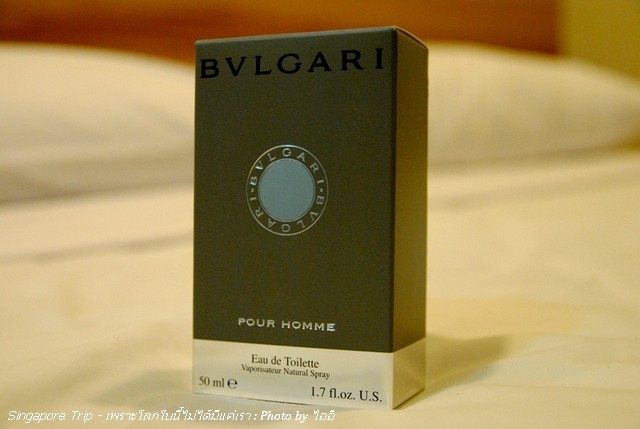 BVLGARI
BVLGARI · BVLGARI ·
POUR HOMME
Eau de Toilette
Vaporisateur Natural Spray
50 ml ℮
1.7 fl.oz. U.S.
Singapore Trip - เพราะโลกใบนี้ไม่ได้มีแค่เรา : Photo by ไออิ